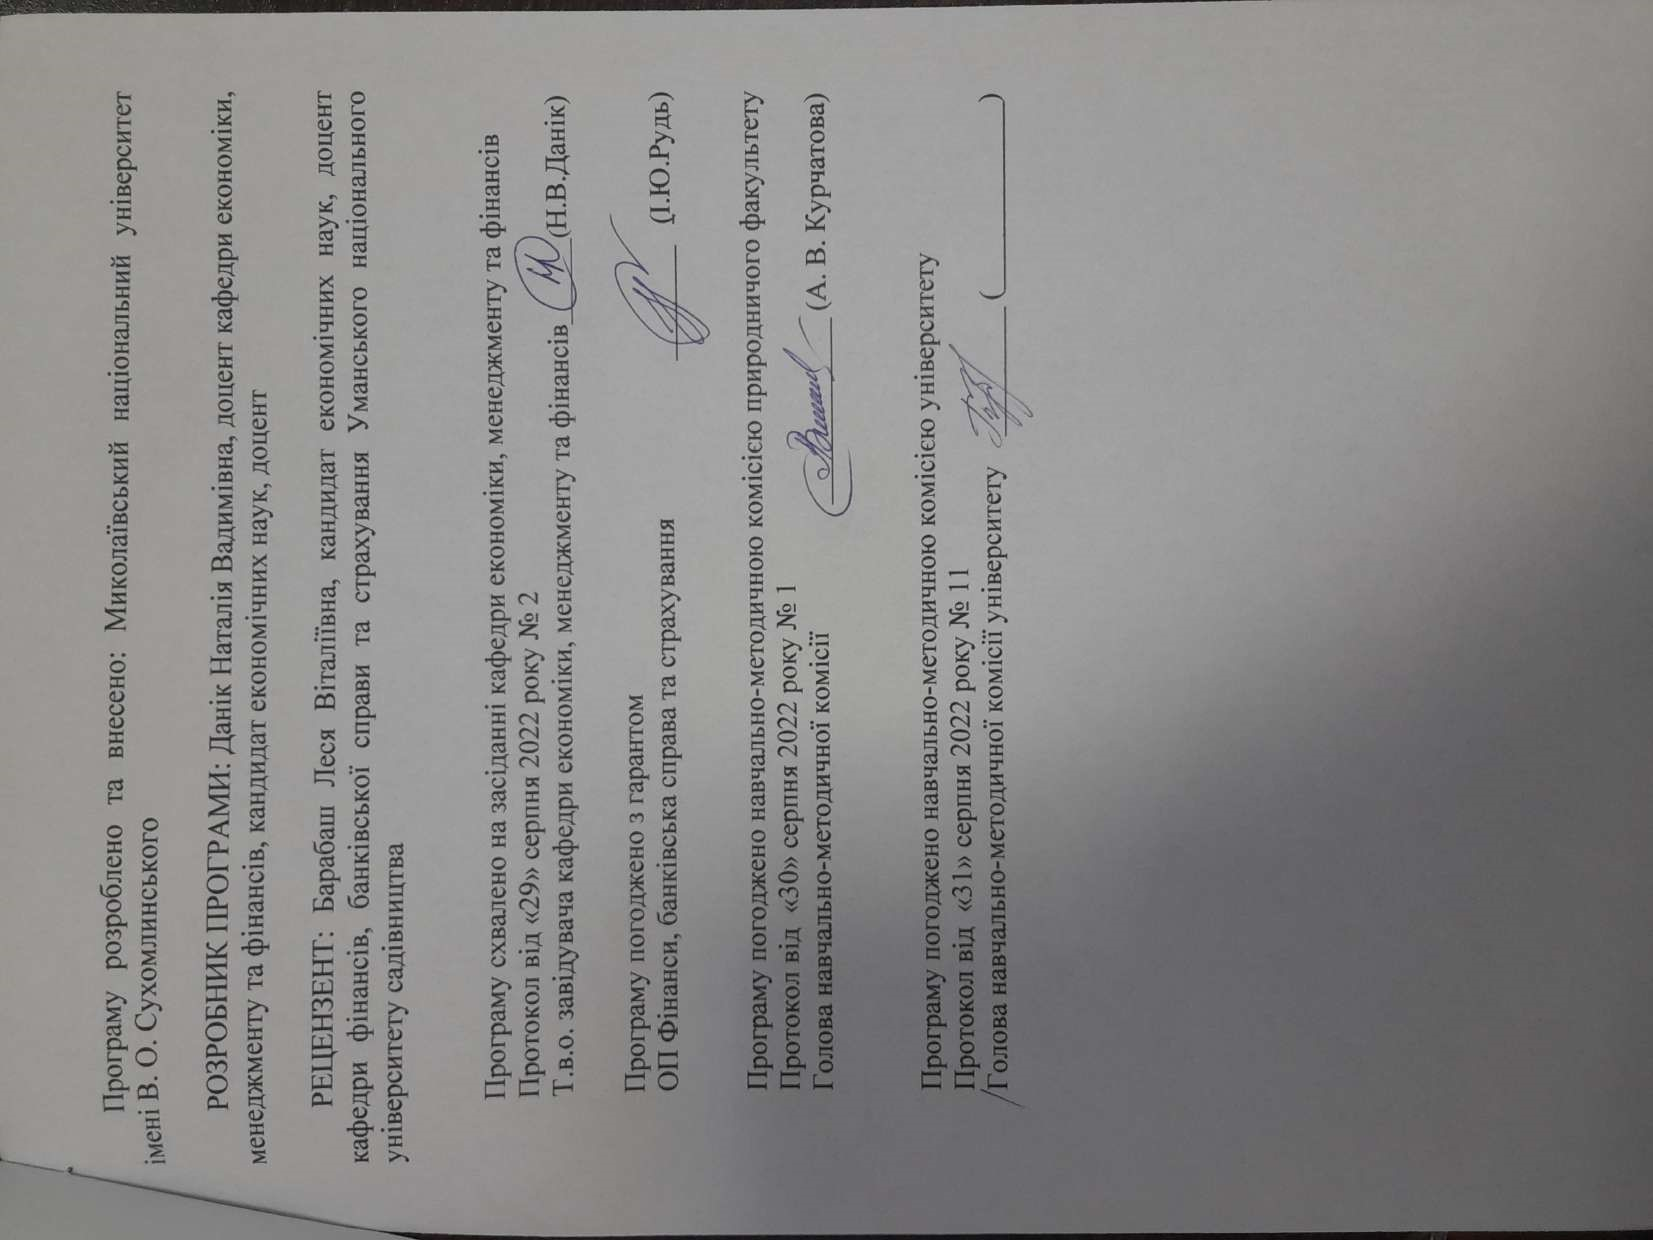 Програму розроблено та внесено: Миколаївський національний університет
імені В. О. Сухомлинського
РОЗРОБНИК ПРОГРАМИ: Данік Наталія Вадимівна, доцент кафедри економіки,
менеджменту та фінансів, кандидат економічних наук, доцент
РЕЦЕНЗЕНТ: Барабаш Леся Віталіївна, кандидат економічних наук, доцент
кафедри фінансів, банківської справи та страхування Уманського національного
університету садівництва
Програму схвалено на засіданні кафедри економіки, менеджменту та фінансів
Протокол від «29» серпня 2022 року № 2
Т.в.о. завідувача кафедри економіки, менеджменту та фінансів (Н.В.Данік)
Програму погоджено з гарантом
ОП Фінанси, банківська справа та страхування (І.Ю.Рудь)
Програму погоджено навчально-методичною комісією природничого факультету
Протокол від «30» серпня 2022 року № 1
Голова навчально-методичної комісії (А. В. Курчатова)
Програму погоджено навчально-методичною комісією університету
Протокол від «31» серпня 2022 року № 11
Голова навчально-методичної комісії університету ( )